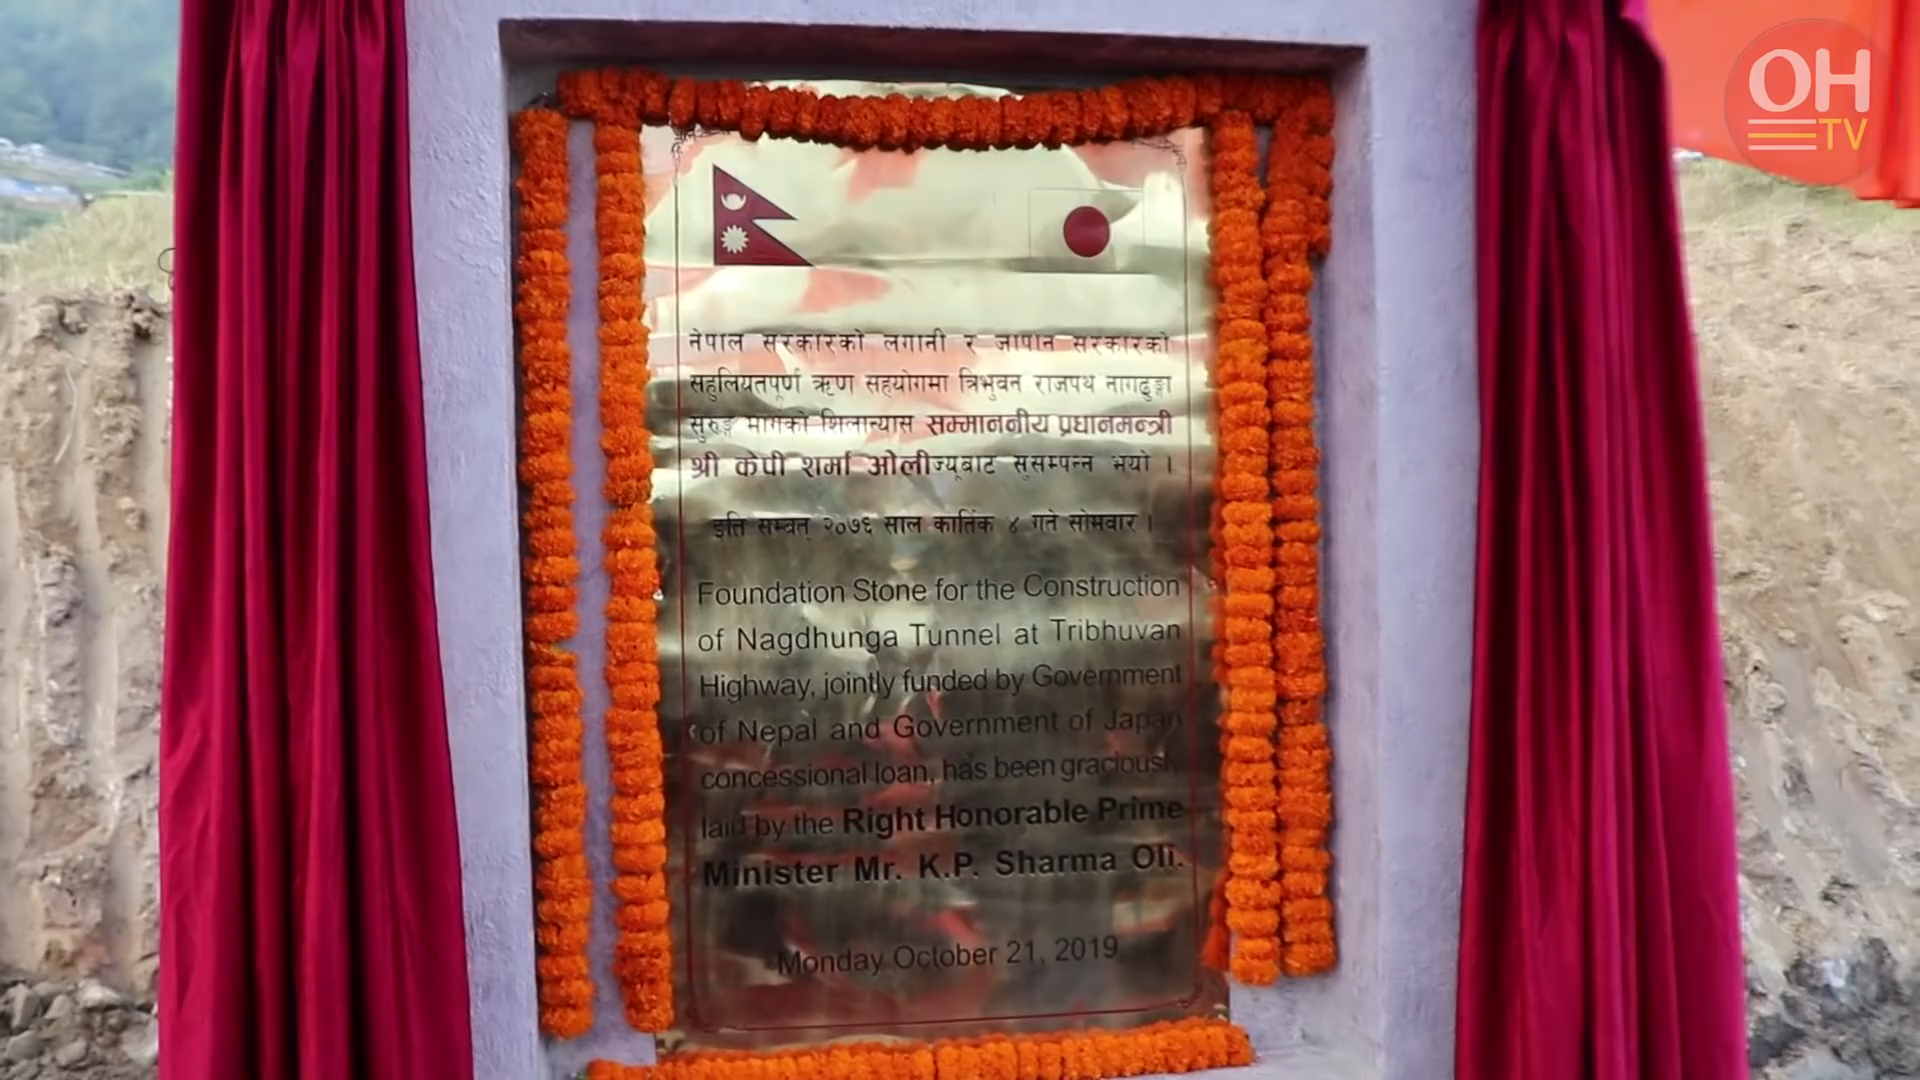 OH
TV
नेपाल सरकारको लगानी र जापान सरकारको
सहुलियतपूर्ण ऋण सहयोगमा त्रिभुवन राजपथ नागढुङ्गा
सुरुङ्ग मार्गको शिलान्यास सम्माननीय प्रधानमन्त्री
श्री केपी शर्मा ओलीज्यूबाट सुसम्पन्न भयो ।
इति सम्बत् २०७६ साल कार्तिक ४ गते सोमवार ।
Foundation Stone for the Construction
of Nagdhunga Tunnel at Tribhuvan
Highway, jointly funded by Government
of Nepal and Government of Japan
concessional loan, has been graciously
laid by the Right Honorable Prime
Minister Mr. K.P. Sharma Oli.
Monday October 21, 2019